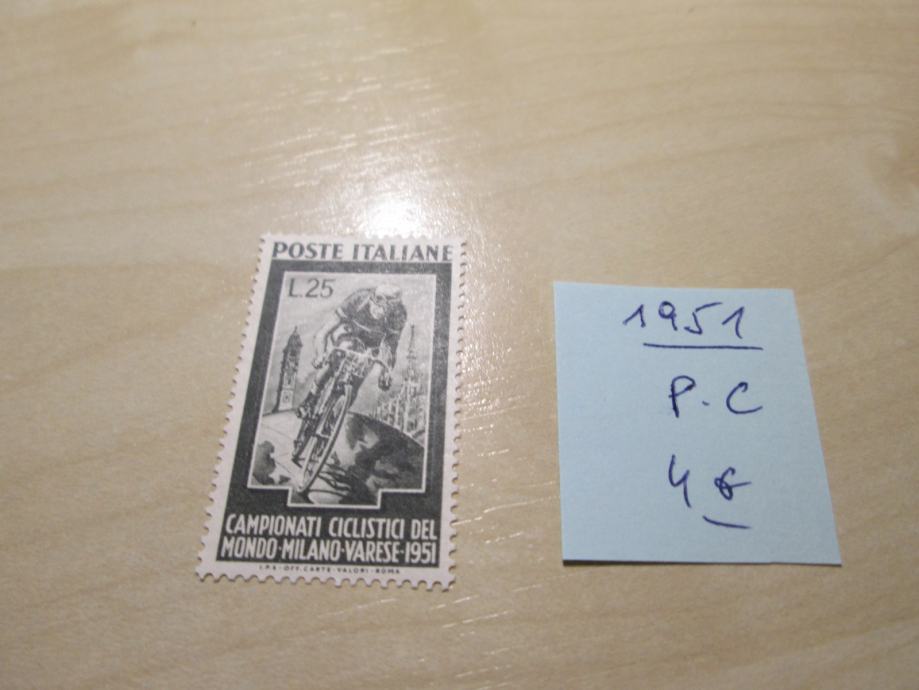 POSTE ITALIANE
L.25
CAMPIONATI CICLISTICI DEL
MONDO·MILANO·VARESE·1951
I.P.S·OFF.CARTE·VALORI·ROMA
1951
P.C
4 €